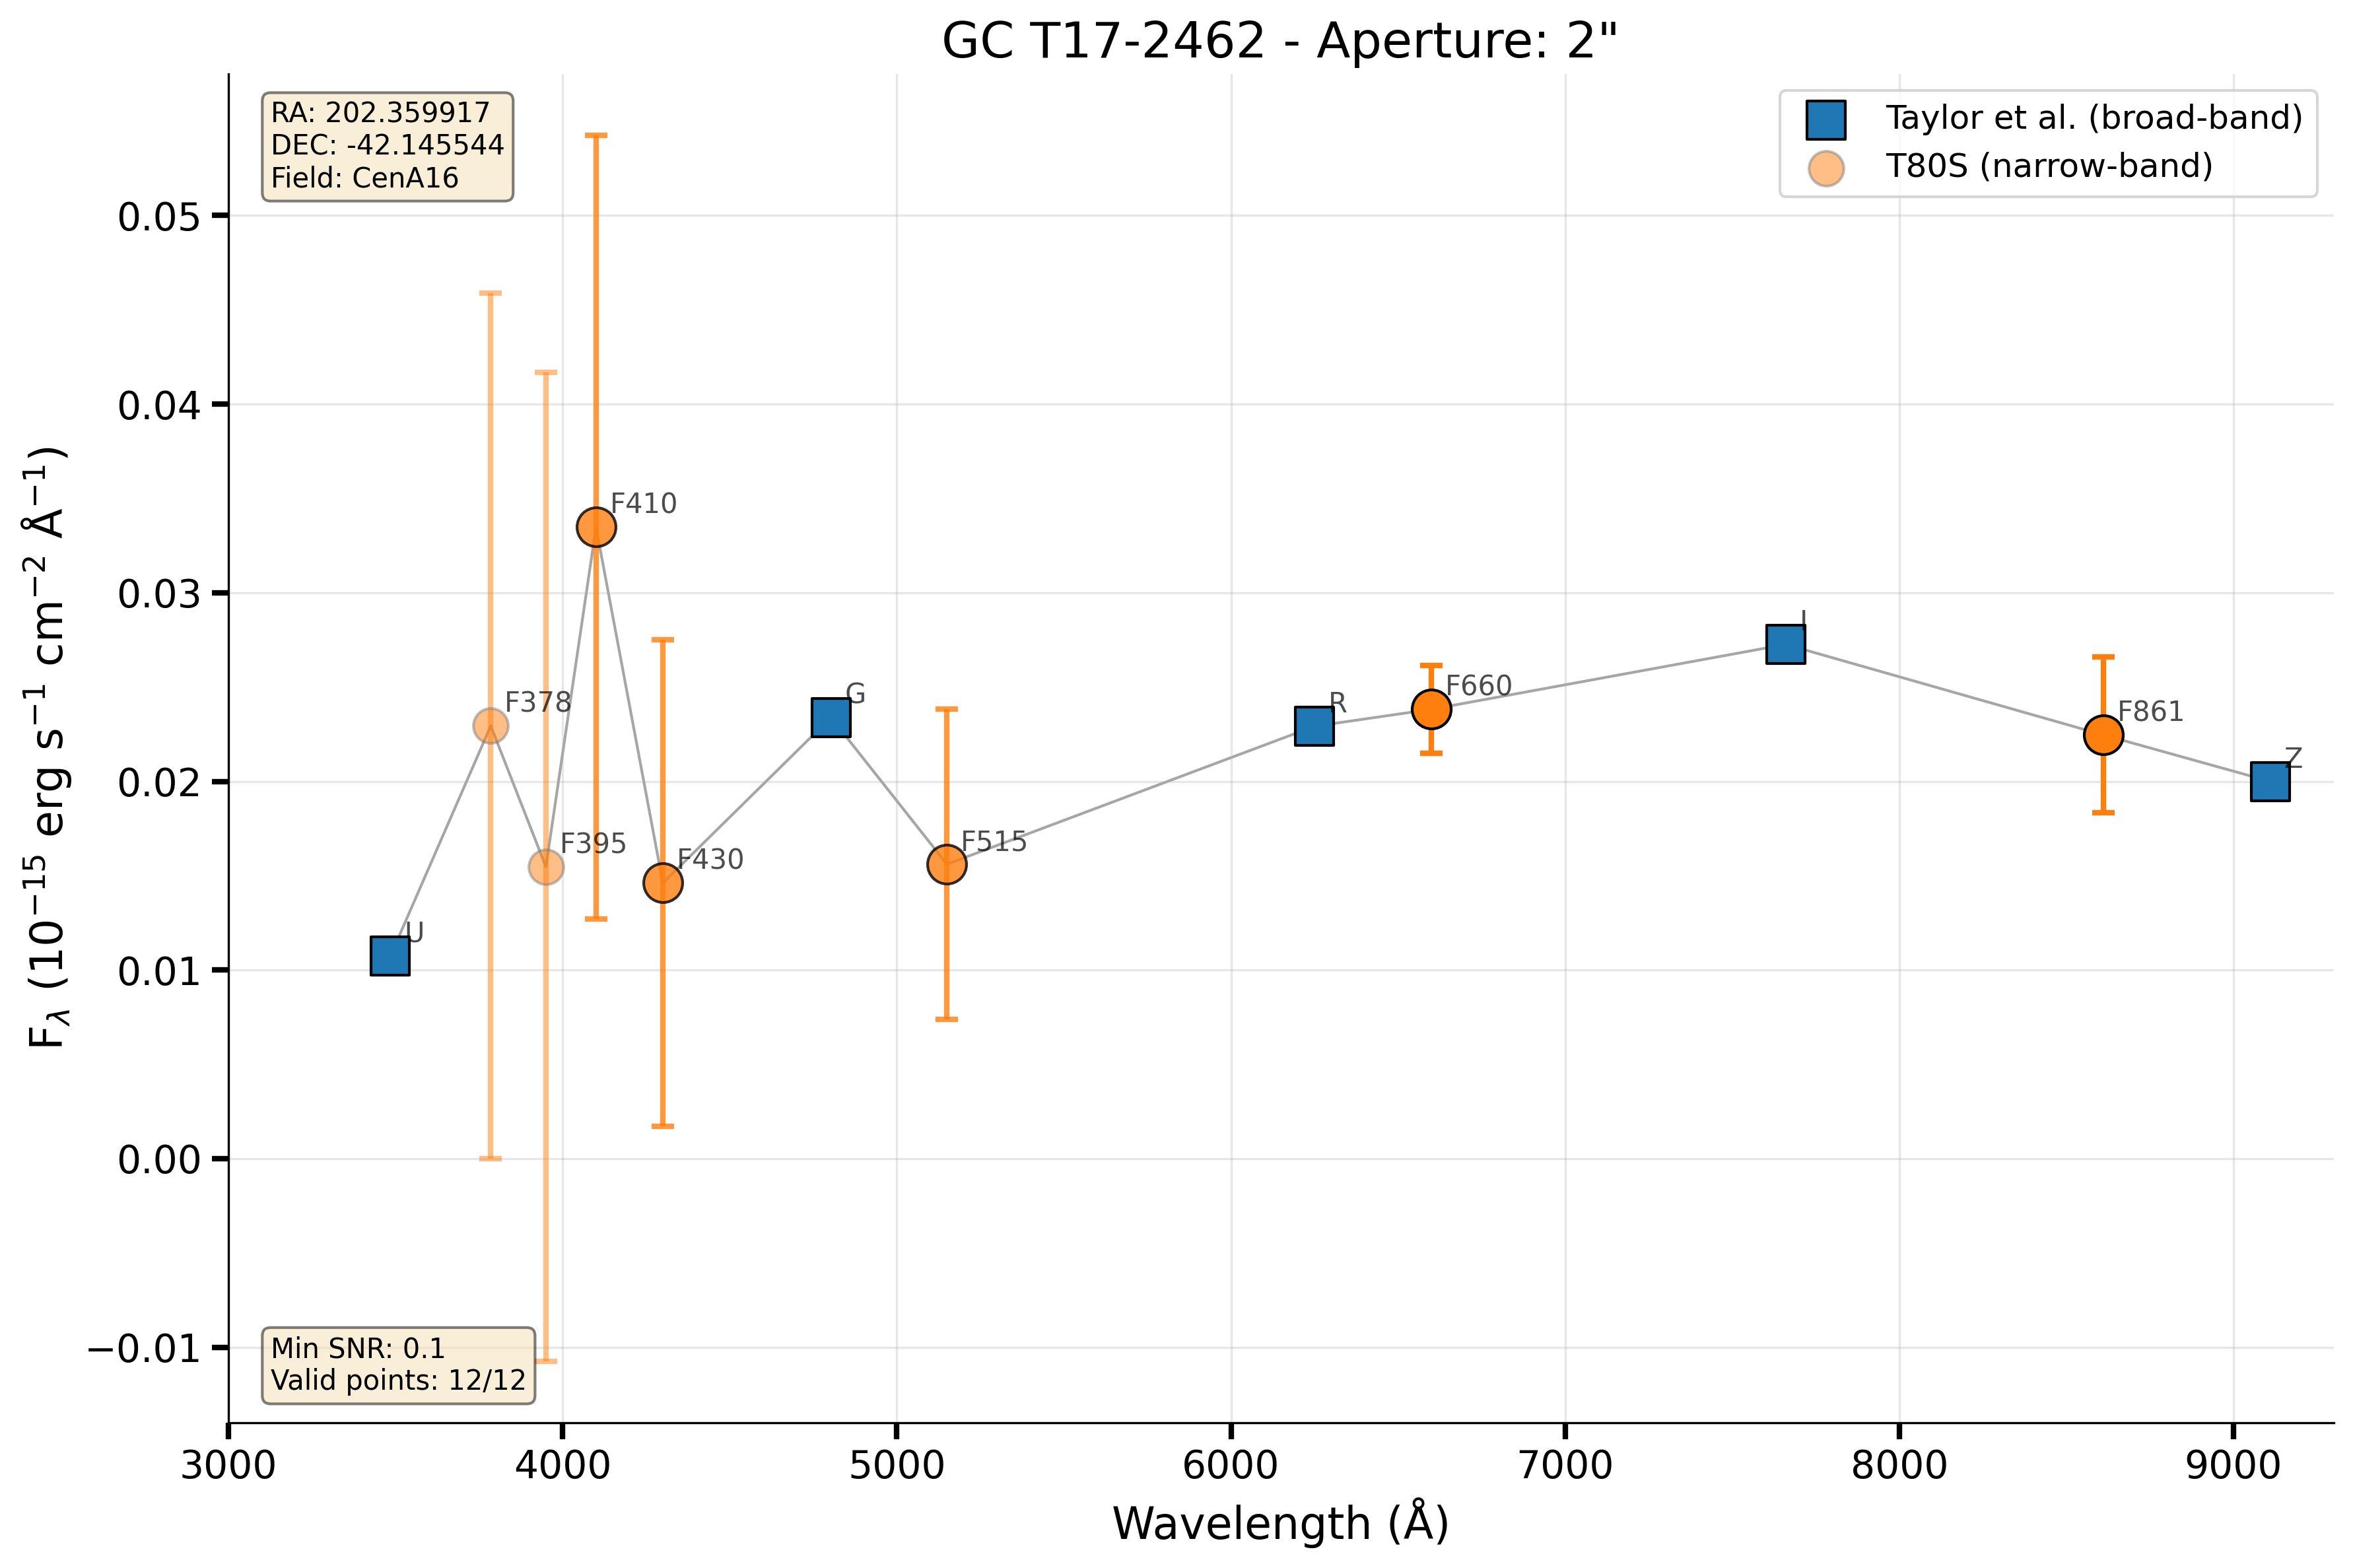 GC T17-2462 - Aperture: 2"
RA: 202.359917
DEC: -42.145544
Field: CenA16
Taylor et al. (broad-band)
T80S (narrow-band)
F_λ (10⁻¹⁵ erg s⁻¹ cm⁻² Å⁻¹)
0.05
0.04
0.03
0.02
0.01
0.00
−0.01
U
F378
F395
F410
F430
G
F515
R
F660
I
F861
Z
Min SNR: 0.1
Valid points: 12/12
3000 4000 5000 6000 7000 8000 9000
Wavelength (Å)